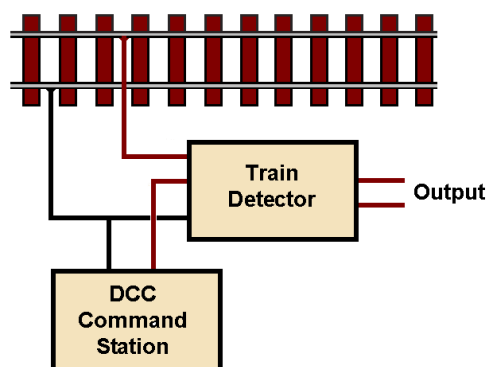 Train
Detector
Output
DCC
Command
Station